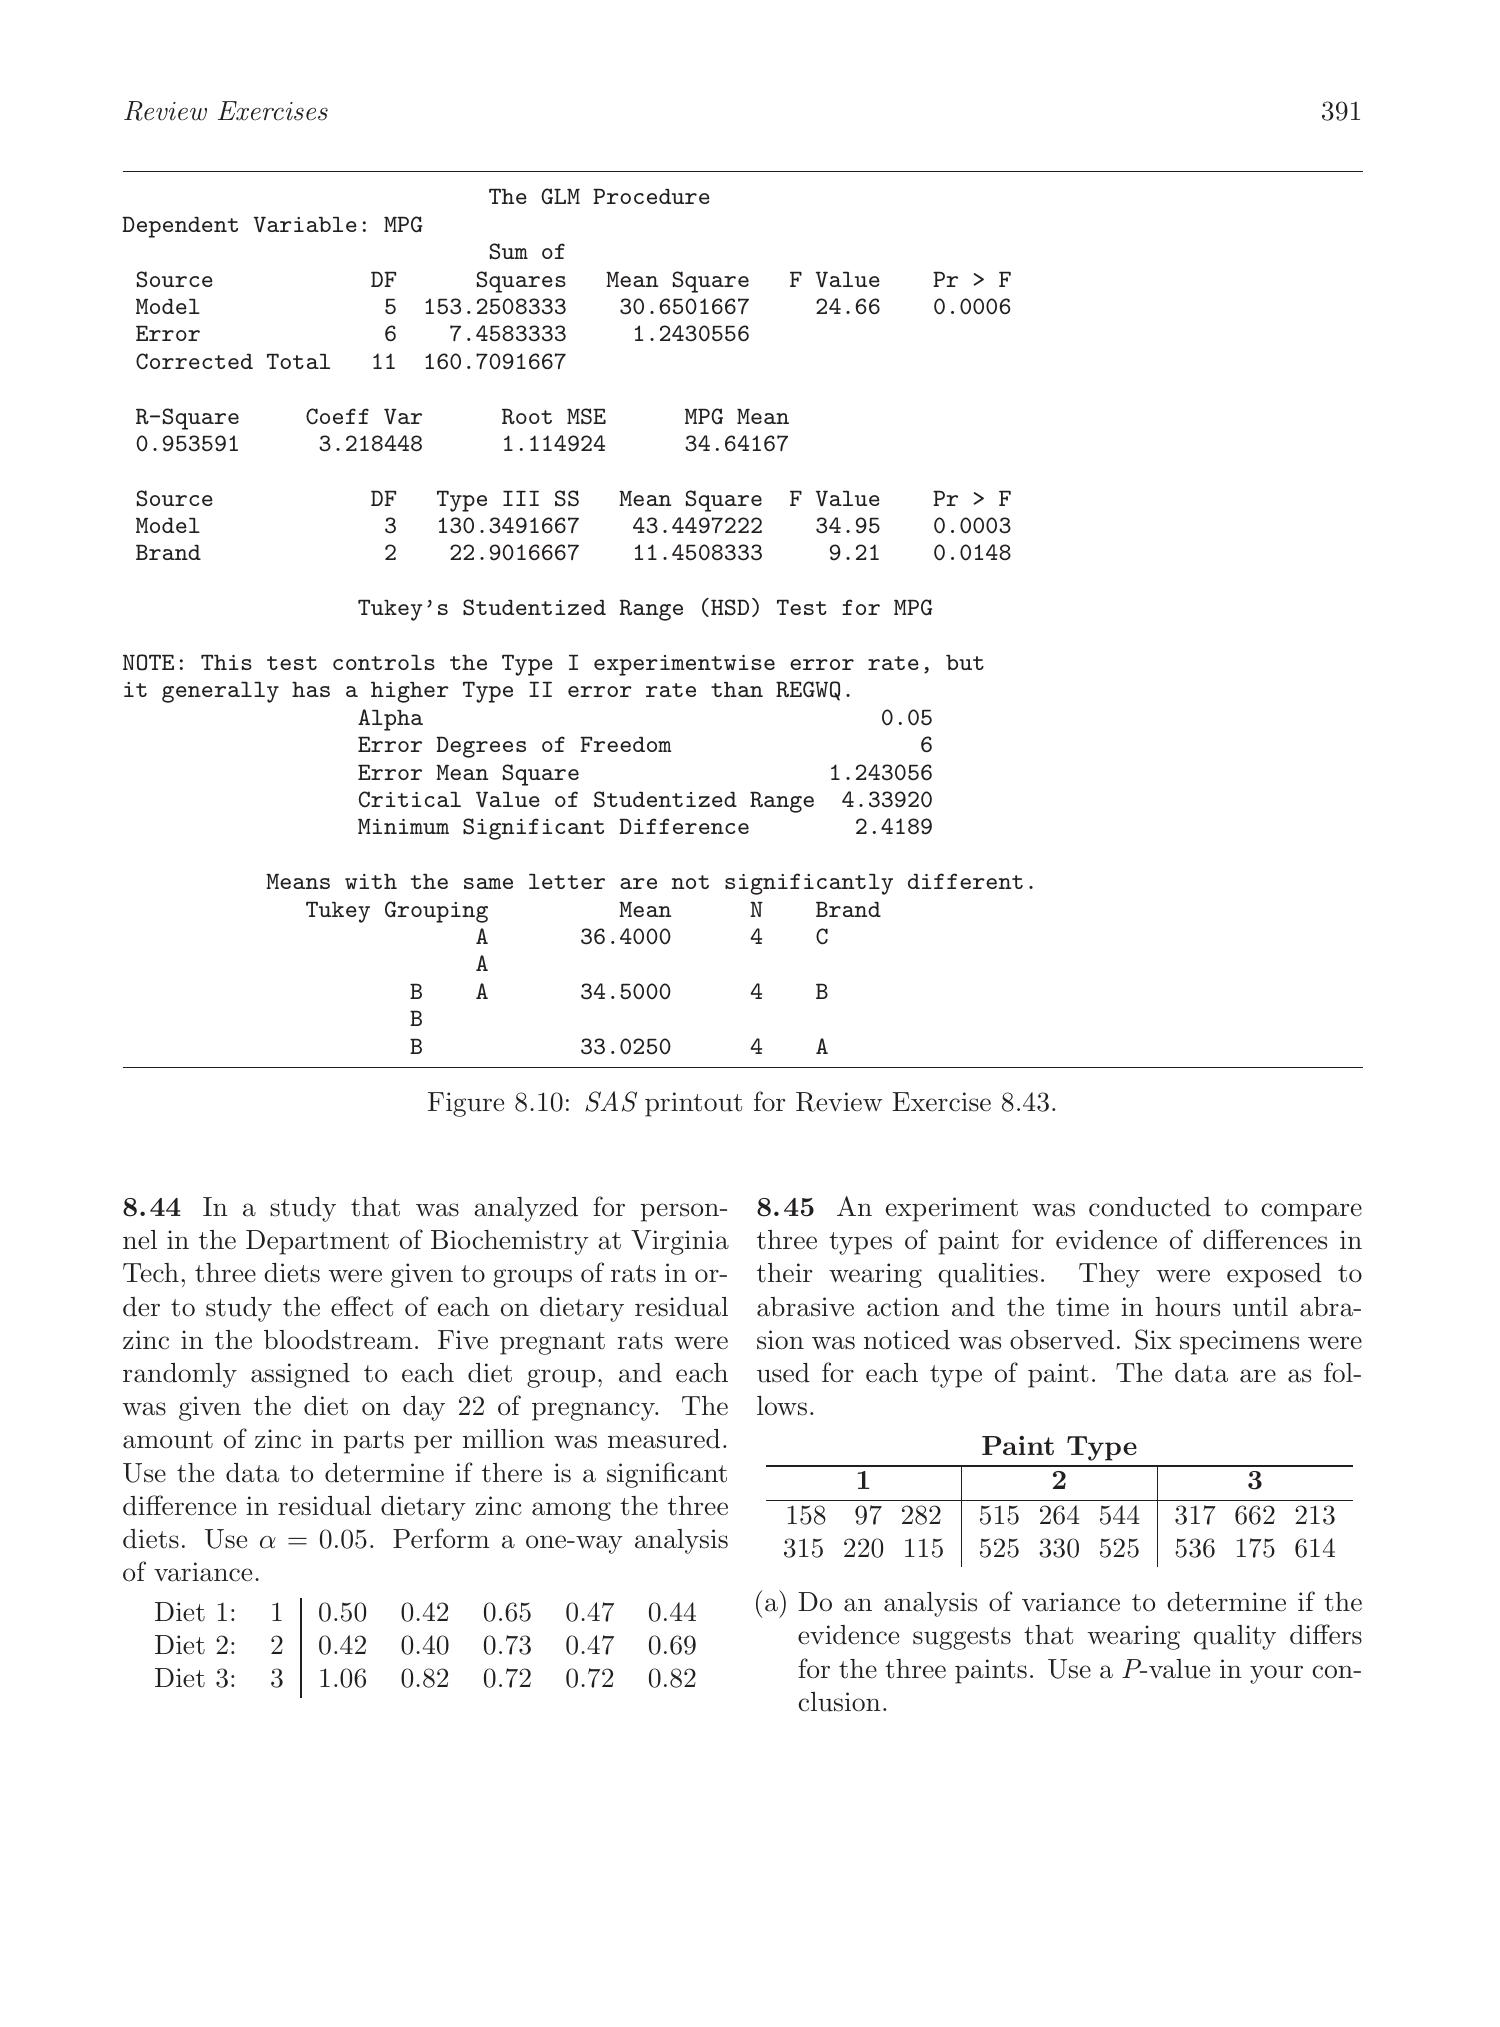 Review Exercises 391
The GLM Procedure
Dependent Variable: MPG
Sum of
Source DF Squares Mean Square F Value Pr > F
Model 5 153.2508333 30.6501667 24.66 0.0006
Error 6 7.4583333 1.2430556
Corrected Total 11 160.7091667
R-Square Coeff Var Root MSE MPG Mean
0.953591 3.218448 1.114924 34.64167
Source DF Type III SS Mean Square F Value Pr > F
Model 3 130.3491667 43.4497222 34.95 0.0003
Brand 2 22.9016667 11.4508333 9.21 0.0148
Tukey's Studentized Range (HSD) Test for MPG
NOTE: This test controls the Type I experimentwise error rate, but
it generally has a higher Type II error rate than REGWQ.
Alpha 0.05
Error Degrees of Freedom 6
Error Mean Square 1.243056
Critical Value of Studentized Range 4.33920
Minimum Significant Difference 2.4189
Means with the same letter are not significantly different.
Tukey Grouping Mean N Brand
A 36.4000 4 C
A
B A 34.5000 4 B
B
B 33.0250 4 A
Figure 8.10: SAS printout for Review Exercise 8.43.
8.44 In a study that was analyzed for person-
nel in the Department of Biochemistry at Virginia
Tech, three diets were given to groups of rats in or-
der to study the effect of each on dietary residual
zinc in the bloodstream. Five pregnant rats were
randomly assigned to each diet group, and each
was given the diet on day 22 of pregnancy. The
amount of zinc in parts per million was measured.
Use the data to determine if there is a significant
difference in residual dietary zinc among the three
diets. Use α = 0.05. Perform a one-way analysis
of variance.
Diet 1: 1 0.50 0.42 0.65 0.47 0.44
Diet 2: 2 0.42 0.40 0.73 0.47 0.69
Diet 3: 3 1.06 0.82 0.72 0.72 0.82
8.45 An experiment was conducted to compare
three types of paint for evidence of differences in
their wearing qualities. They were exposed to
abrasive action and the time in hours until abra-
sion was noticed was observed. Six specimens were
used for each type of paint. The data are as fol-
lows.
Paint Type
1 2 3
158 97 282 515 264 544 317 662 213
315 220 115 525 330 525 536 175 614
(a) Do an analysis of variance to determine if the
evidence suggests that wearing quality differs
for the three paints. Use a P-value in your con-
clusion.